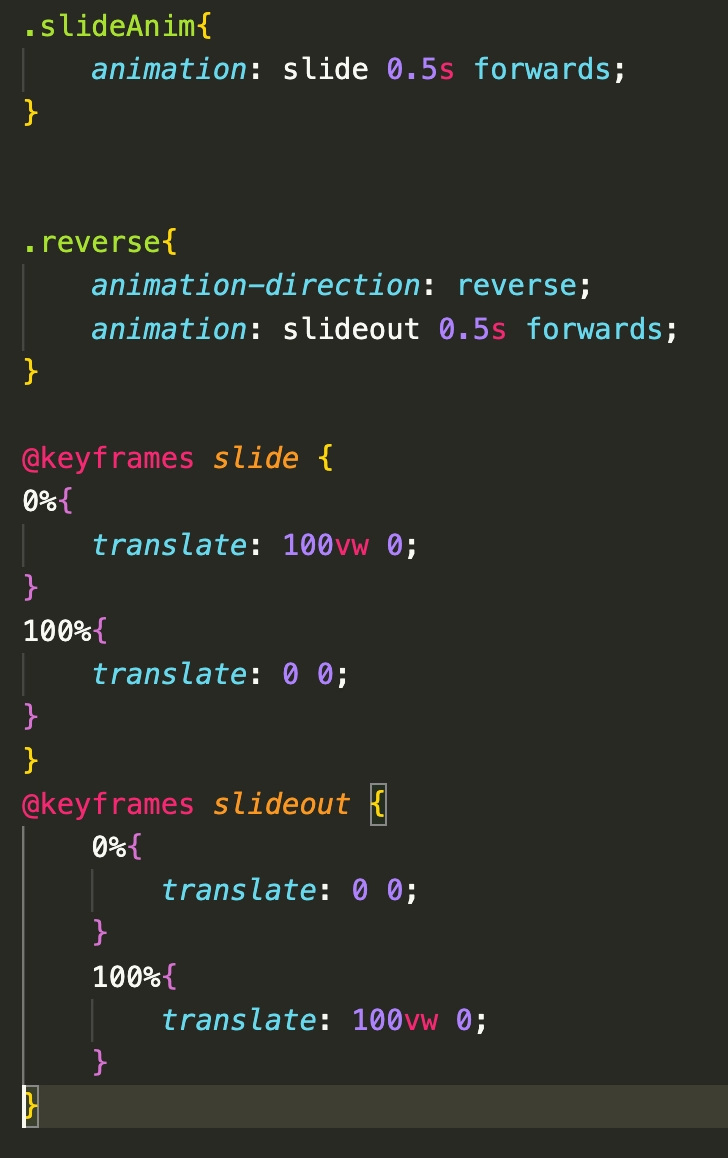 .slideAnim{
    animation: slide 0.5s forwards;
}
.reverse{
    animation-direction: reverse;
    animation: slideout 0.5s forwards;
}
@keyframes slide {
0%{
    translate: 100vw 0;
}
100%{
    translate: 0 0;
}
}
@keyframes slideout {
    0%{
        translate: 0 0;
    }
    100%{
        translate: 100vw 0;
    }
}